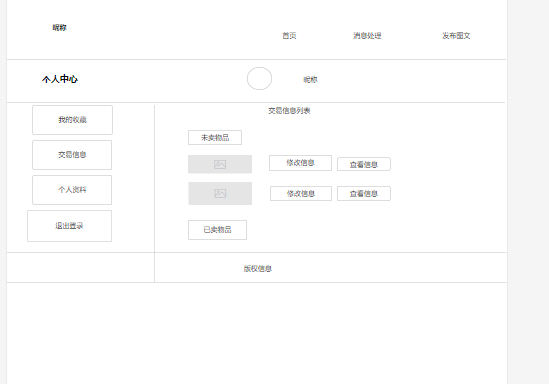 昵称
首页 消息处理 发布图文
个人中心 昵称
我的收藏
交易信息
个人资料
退出登录
交易信息列表
未卖物品
修改信息 查看信息
修改信息 查看信息
已卖物品
版权信息